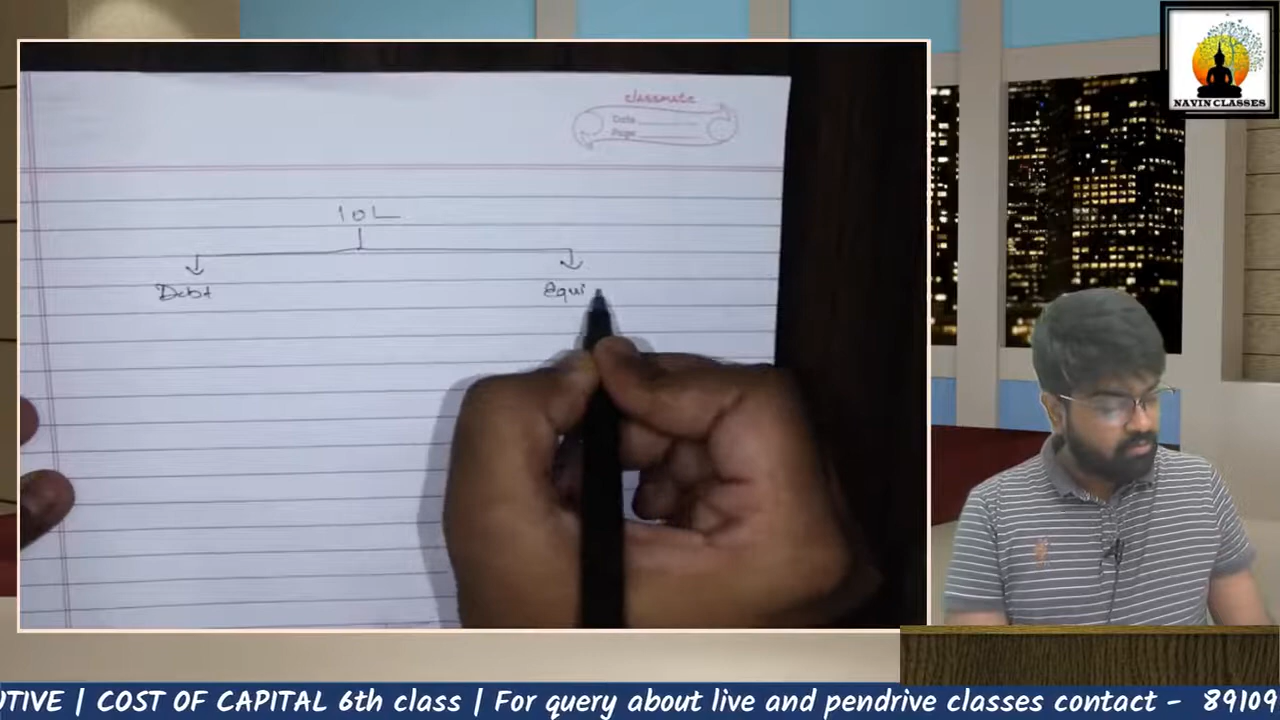 NAVIN CLASSES
classmate
Date
Page
10L
Debt Equi
UTIVE | COST OF CAPITAL 6th class | For query about live and pendrive classes contact - 89109